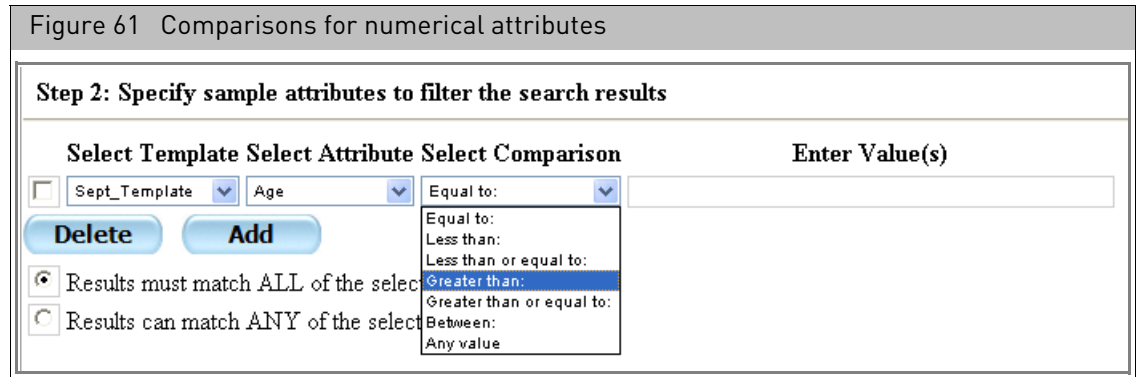 Figure 61 Comparisons for numerical attributes
Step 2: Specify sample attributes to filter the search results
Select Template Select Attribute Select Comparison Enter Value(s)
Sept_Template Age Equal to:
Equal to:
Less than:
Less than or equal to:
Greater than:
Greater than or equal to:
Between:
Any value
Delete Add
Results must match ALL of the selec
Results can match ANY of the select